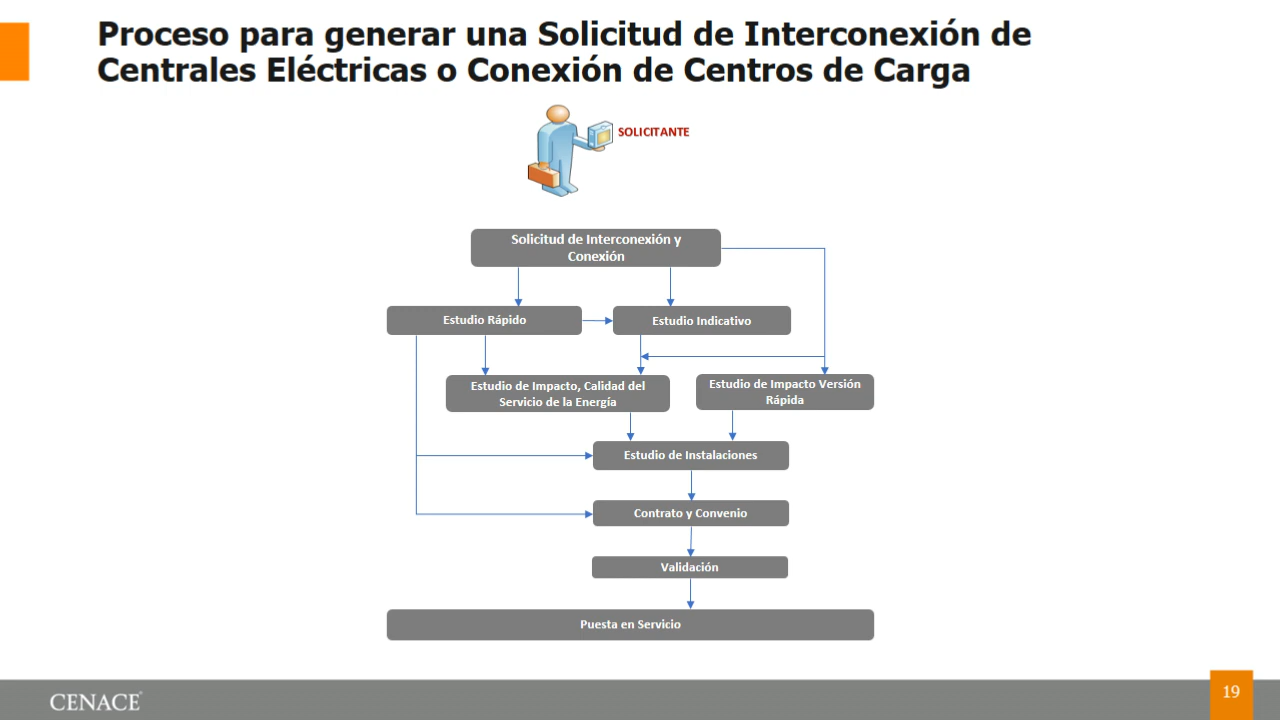 Proceso para generar una Solicitud de Interconexión de
Centrales Eléctricas o Conexión de Centros de Carga
SOLICITANTE
Solicitud de Interconexión y
Conexión
Estudio Rápido
Estudio Indicativo
Estudio de Impacto, Calidad del
Servicio de la Energía
Estudio de Impacto Versión
Rápida
Estudio de Instalaciones
Contrato y Convenio
Validación
Puesta en Servicio
CENACE
19